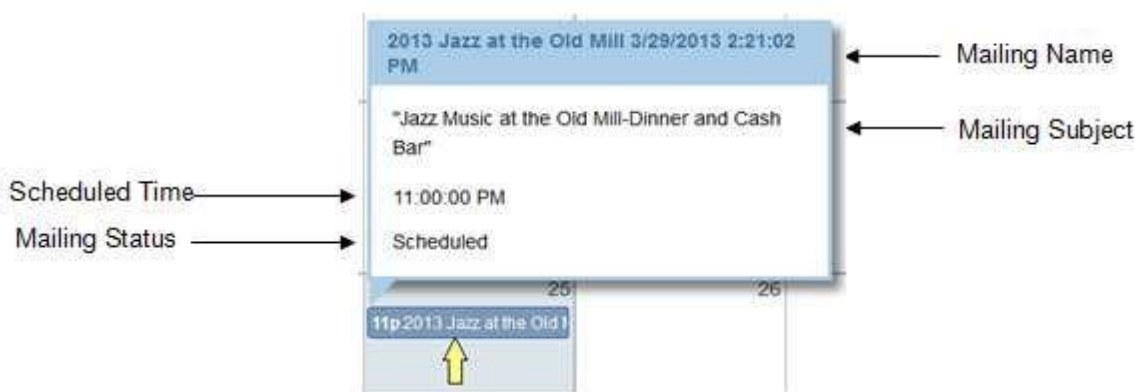 2013 Jazz at the Old Mill 3/29/2013 2:21:02
PM
Mailing Name
"Jazz Music at the Old Mill-Dinner and Cash
Bar"
Mailing Subject
Scheduled Time
11:00:00 PM
Mailing Status
Scheduled
25
26
11p 2013 Jazz at the Old